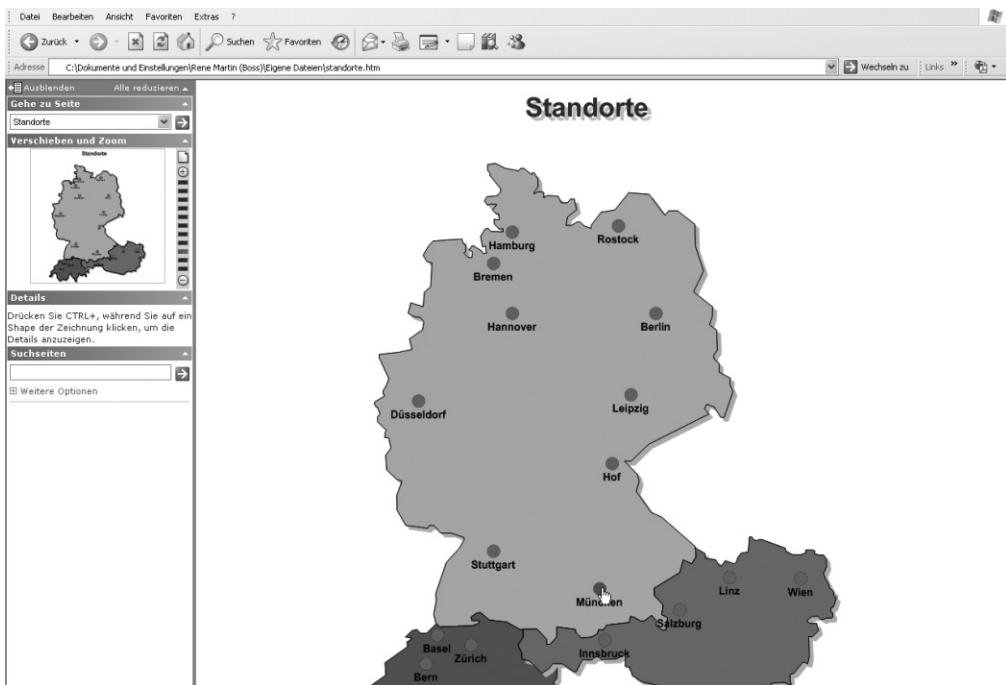 Datei Bearbeiten Ansicht Favoriten Extras ?
Zurück Suchen Favoriten
Adresse C:\Dokumente und Einstellungen\Rene Martin (Boss)\Eigene Dateien\standorte.htm Wechseln zu Links »
Ausblenden Alle reduzieren
Gehe zu Seite
Standorte
Verschieben und Zoom
Standorte
Details
Drücken Sie CTRL+, während Sie auf ein
Shape der Zeichnung klicken, um die
Details anzuzeigen.
Suchseiten
Weitere Optionen
Standorte
Hamburg
Rostock
Bremen
Hannover
Berlin
Düsseldorf
Leipzig
Hof
Stuttgart
München
Linz
Wien
Salzburg
Basel
Zürich
Innsbruck
Bern